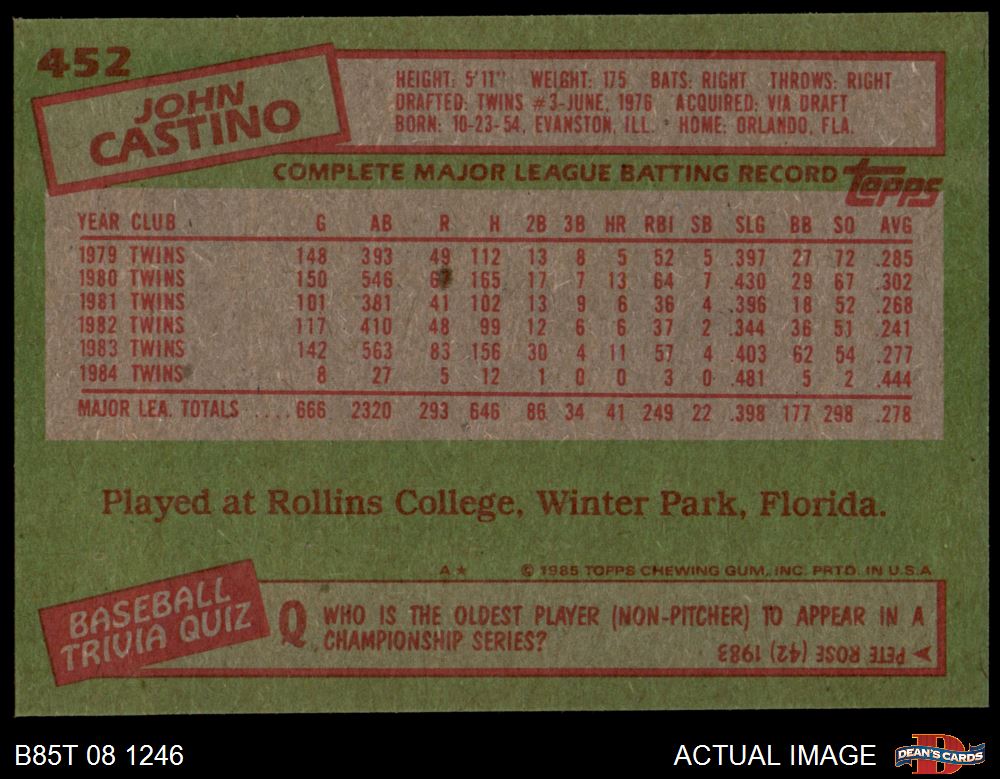 452
JOHN
CASTINO
HEIGHT: 5'11" WEIGHT: 175 BATS: RIGHT THROWS: RIGHT
DRAFTED: TWINS #3-JUNE, 1976 ACQUIRED: VIA DRAFT
BORN: 10-23-54, EVANSTON, ILL. · HOME: ORLANDO, FLA.
COMPLETE MAJOR LEAGUE BATTING RECORD topps
YEAR CLUB G AB R H 2B 3B HR RBI SB SLG BB SO AVG
1979 TWINS 148 393 49 112 13 8 5 52 5 .397 27 72 .285
1980 TWINS 150 546 165 17 7 13 64 7 .430 29 67 .302
1981 TWINS 101 381 41 102 13 9 6 36 4 .396 18 52 .268
1982 TWINS 117 410 48 99 12 6 6 37 2 .344 36 51 .241
1983 TWINS 142 563 83 156 30 4 11 57 4 .403 62 54 .277
1984 TWINS 8 27 5 12 1 0 0 3 0 .481 5 2 .444
MAJOR LEA. TOTALS ....666 2320 293 646 86 34 41 249 22 .398 177 298 .278
Played at Rollins College, Winter Park, Florida.
A★ © 1985 TOPPS CHEWING GUM, INC. PRTD. IN U.S.A
BASEBALL
TRIVIA QUIZ
Q WHO IS THE OLDEST PLAYER (NON-PITCHER) TO APPEAR IN A
CHAMPIONSHIP SERIES?
A PETE ROSE (42) 1983
B85T 08 1246
ACTUAL IMAGE
DEAN'S CARDS